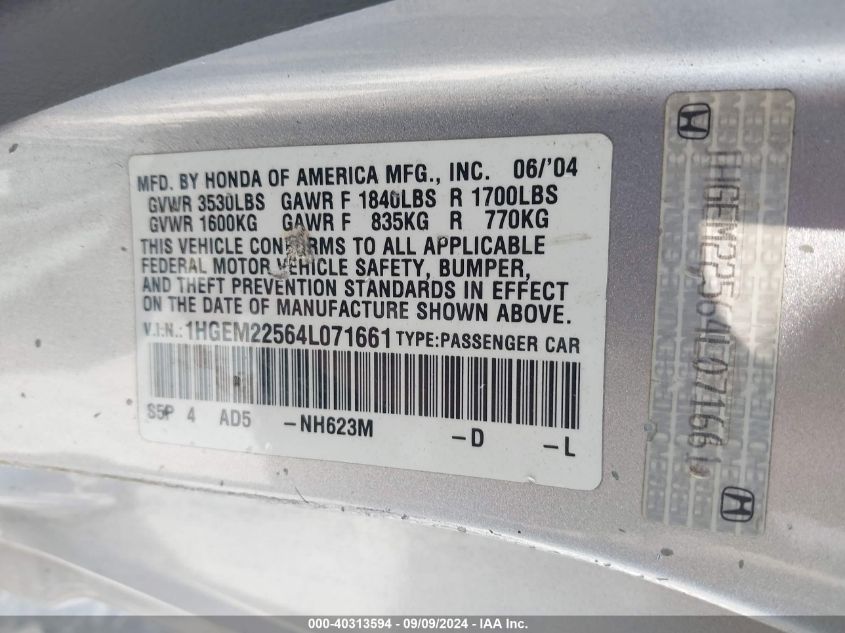 MFD. BY HONDA OF AMERICA MFG., INC. 06/'04
GVWR 3530LBS GAWR F 1840LBS R 1700LBS
GVWR 1600KG GAWR F 835KG R 770KG
THIS VEHICLE CONFORMS TO ALL APPLICABLE
FEDERAL MOTOR VEHICLE SAFETY, BUMPER,
AND THEFT PREVENTION STANDARDS IN EFFECT
ON THE DATE OF MANUFACTURE SHOWN ABOVE.
V.I.N.:1HGEM22564L071661 TYPE:PASSENGER CAR
S5P 4 AD5 -NH623M -D -L
1HGEM22564L071661
000-40313594 - 09/09/2024 - IAA Inc.